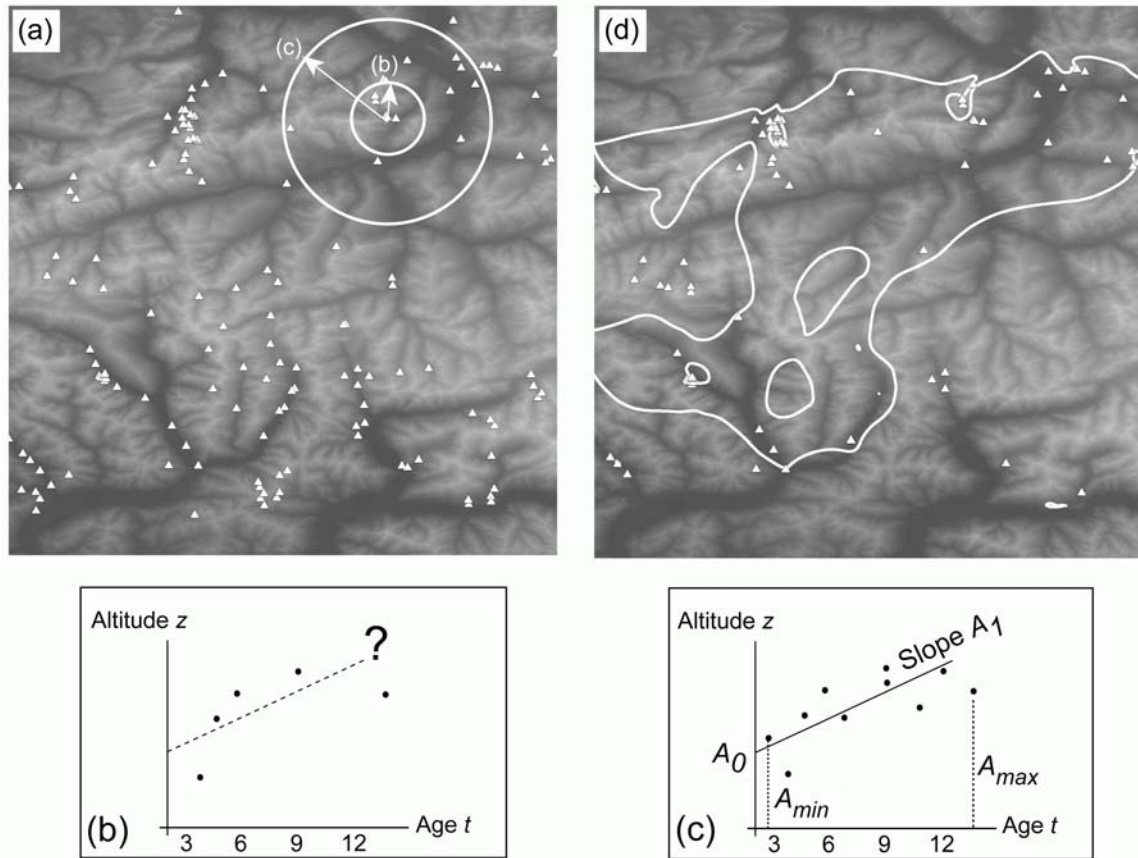 (a)
(c)
(b)
(d)
Altitude z
?
(b)
3 6 9 12
Age t
Altitude z
Slope A1
A0
Amin
Amax
(c)
3 6 9 12
Age t